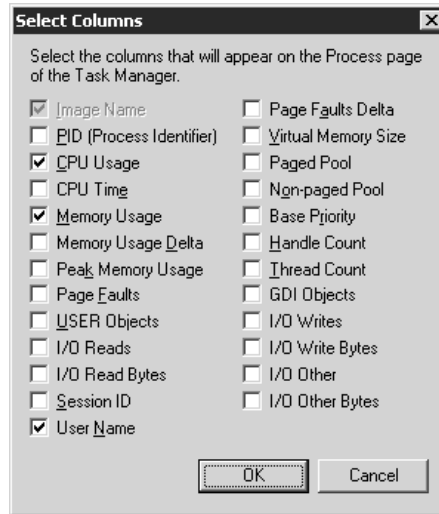 Select Columns
Select the columns that will appear on the Process page
of the Task Manager.
Image Name
PID (Process Identifier)
CPU Usage
CPU Time
Memory Usage
Memory Usage Delta
Peak Memory Usage
Page Faults
USER Objects
I/O Reads
I/O Read Bytes
Session ID
User Name
Page Faults Delta
Virtual Memory Size
Paged Pool
Non-paged Pool
Base Priority
Handle Count
Thread Count
GDI Objects
I/O Writes
I/O Write Bytes
I/O Other
I/O Other Bytes
OK
Cancel